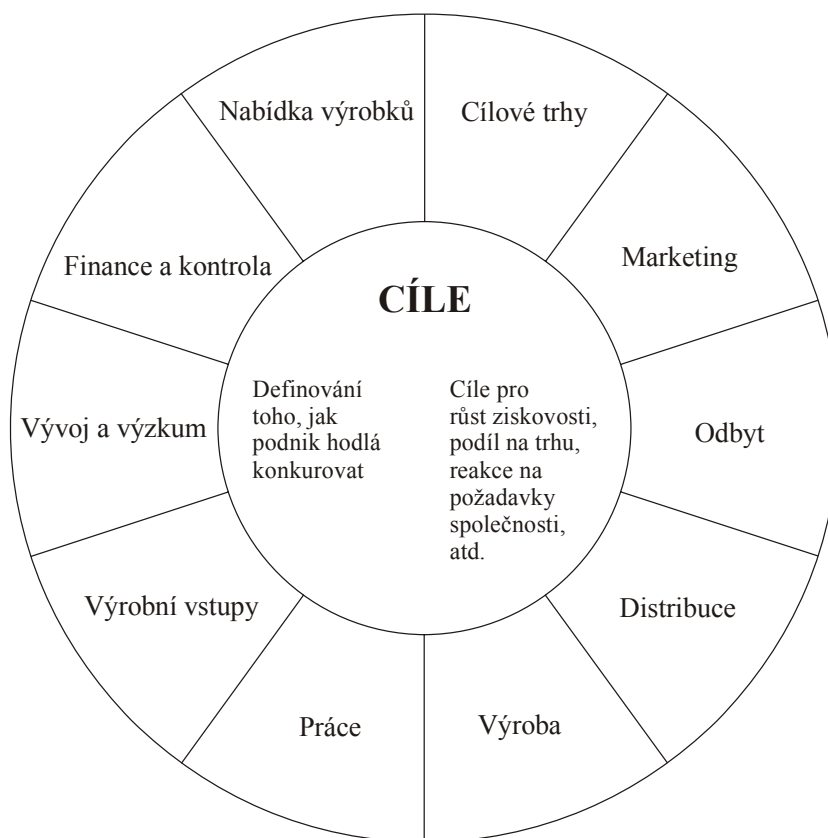 Nabídka výrobků
Cílové trhy
Marketing
Odbyt
Distribuce
Výroba
Práce
Výrobní vstupy
Vývoj a výzkum
Finance a kontrola
CÍLE
Definování
toho, jak
podnik hodlá
konkurovat
Cíle pro
růst ziskovosti,
podíl na trhu,
reakce na
požadavky
společnosti,
atd.